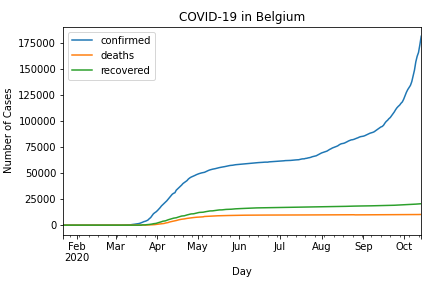 COVID-19 in Belgium
confirmed
deaths
recovered
Number of Cases
175000
150000
125000
100000
75000
50000
25000
0
Feb Mar Apr May Jun Jul Aug Sep Oct
2020
Day